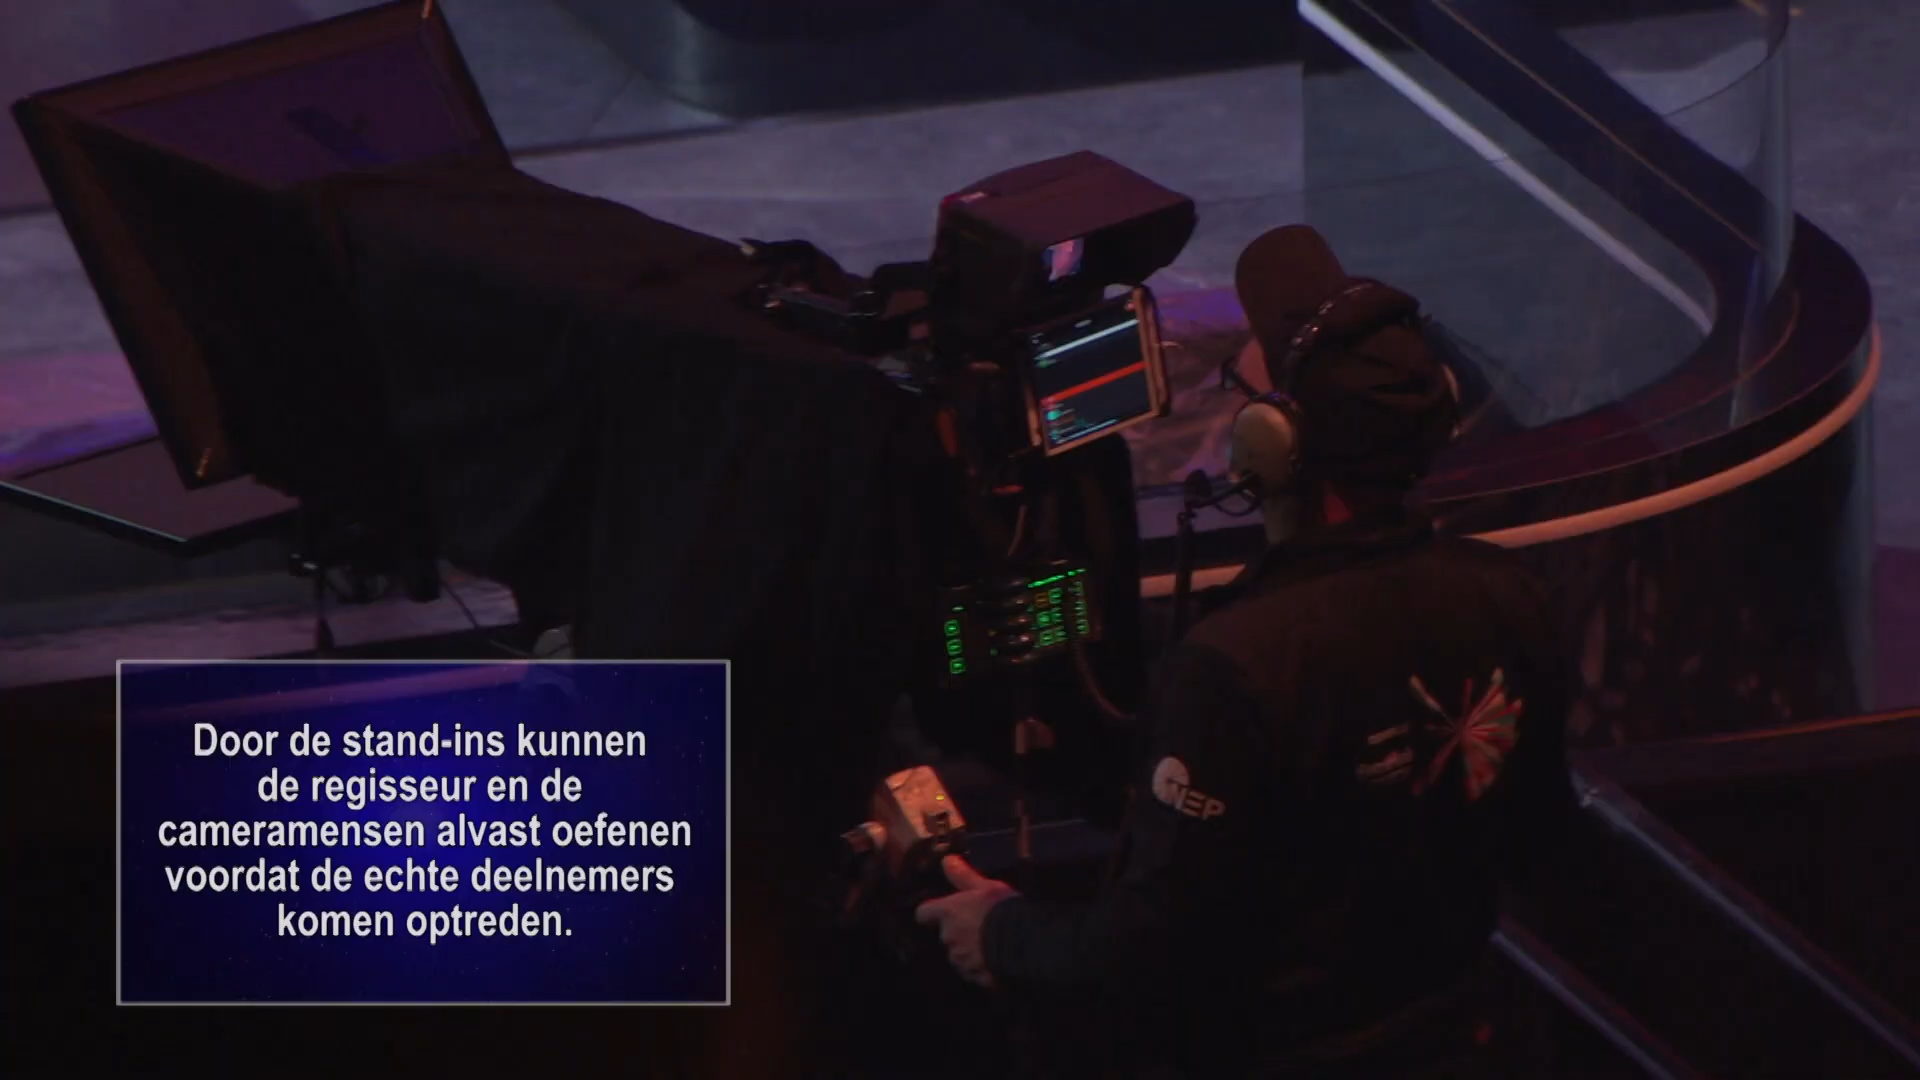 Door de stand-ins kunnen
de regisseur en de
cameramensen alvast oefenen
voordat de echte deelnemers
komen optreden.
NEP